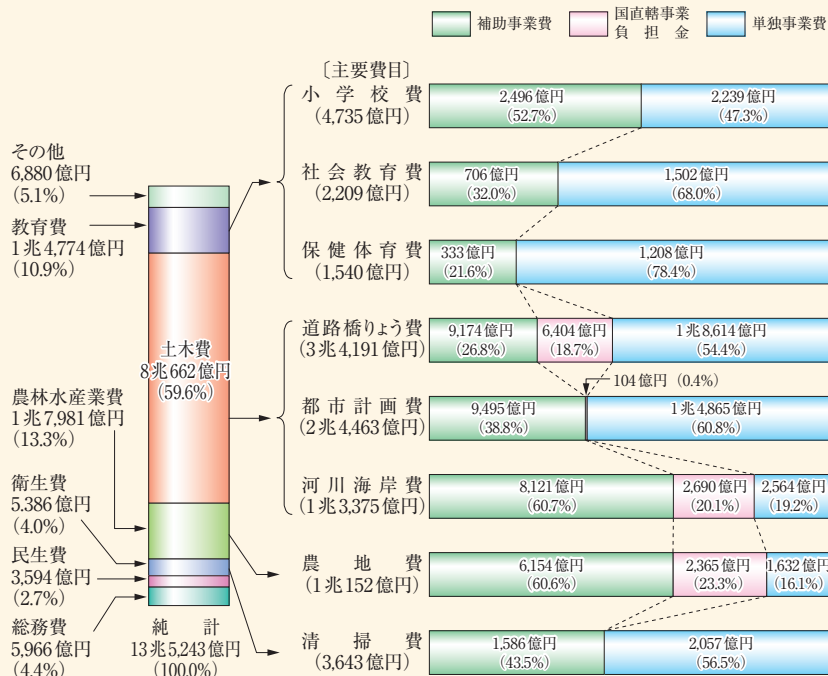 補助事業費
国直轄事業
負担金
単独事業費
〔主要費目〕
小学校費
(4,735億円)
2,496億円
(52.7%)
2,239億円
(47.3%)
社会教育費
(2,209億円)
706億円
(32.0%)
1,502億円
(68.0%)
保健体育費
(1,540億円)
333億円
(21.6%)
1,208億円
(78.4%)
道路橋りょう費
(3兆4,191億円)
9,174億円
(26.8%)
6,404億円
(18.7%)
1兆8,614億円
(54.4%)
104億円(0.4%)
都市計画費
(2兆4,463億円)
9,495億円
(38.8%)
1兆4,865億円
(60.8%)
河川海岸費
(1兆3,375億円)
8,121億円
(60.7%)
2,690億円
(20.1%)
2,564億円
(19.2%)
農地費
(1兆152億円)
6,154億円
(60.6%)
2,365億円
(23.3%)
1,632億円
(16.1%)
清掃費
(3,643億円)
1,586億円
(43.5%)
2,057億円
(56.5%)
その他
6,880億円
(5.1%)
教育費
1兆4,774億円
(10.9%)
土木費
8兆662億円
(59.6%)
農林水産業費
1兆7,981億円
(13.3%)
衛生費
5,386億円
(4.0%)
民生費
3,594億円
(2.7%)
総務費
5,966億円
(4.4%)
純計
13兆5,243億円
(100.0%)